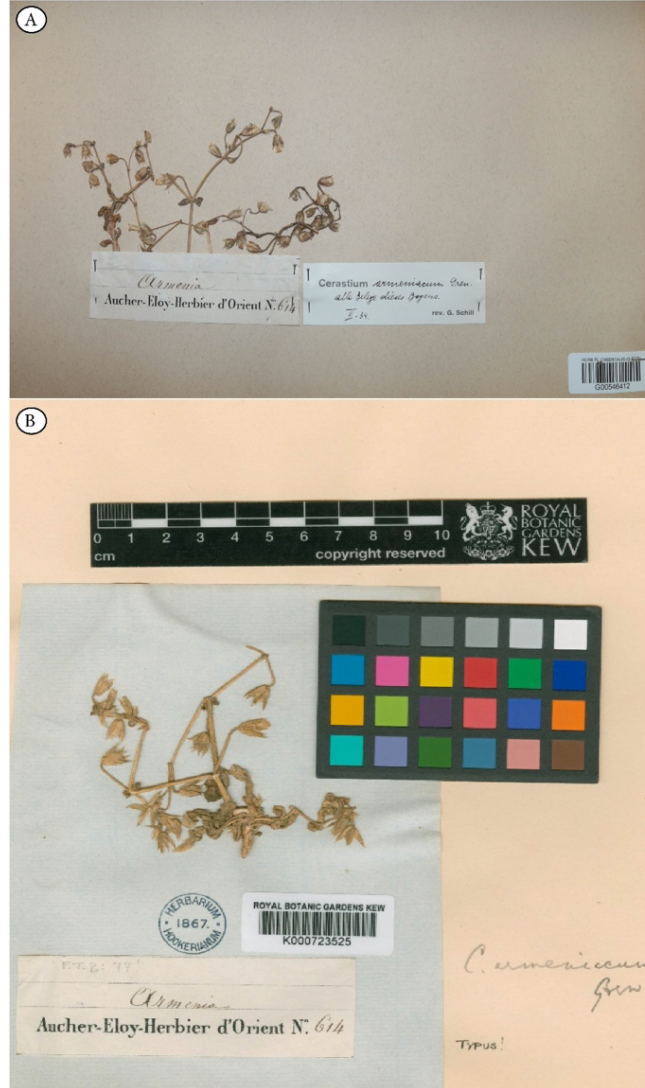 A
Armenia
Aucher-Eloy-Herbier d'Orient Nº. 614
Cerastium armeniacum Gren.
rev. G. Schill
G00546412
B
0 1 2 3 4 5 6 7 8 9 10
cm
copyright reserved
ROYAL
BOTANIC
GARDENS
KEW
HERBARIUM
1867.
HOOKERIANUM
ROYAL BOTANIC GARDENS KEW
K000723525
Armenia
Aucher-Eloy-Herbier d'Orient Nº. 614
C. armeniacum
Gren
TYPUS!